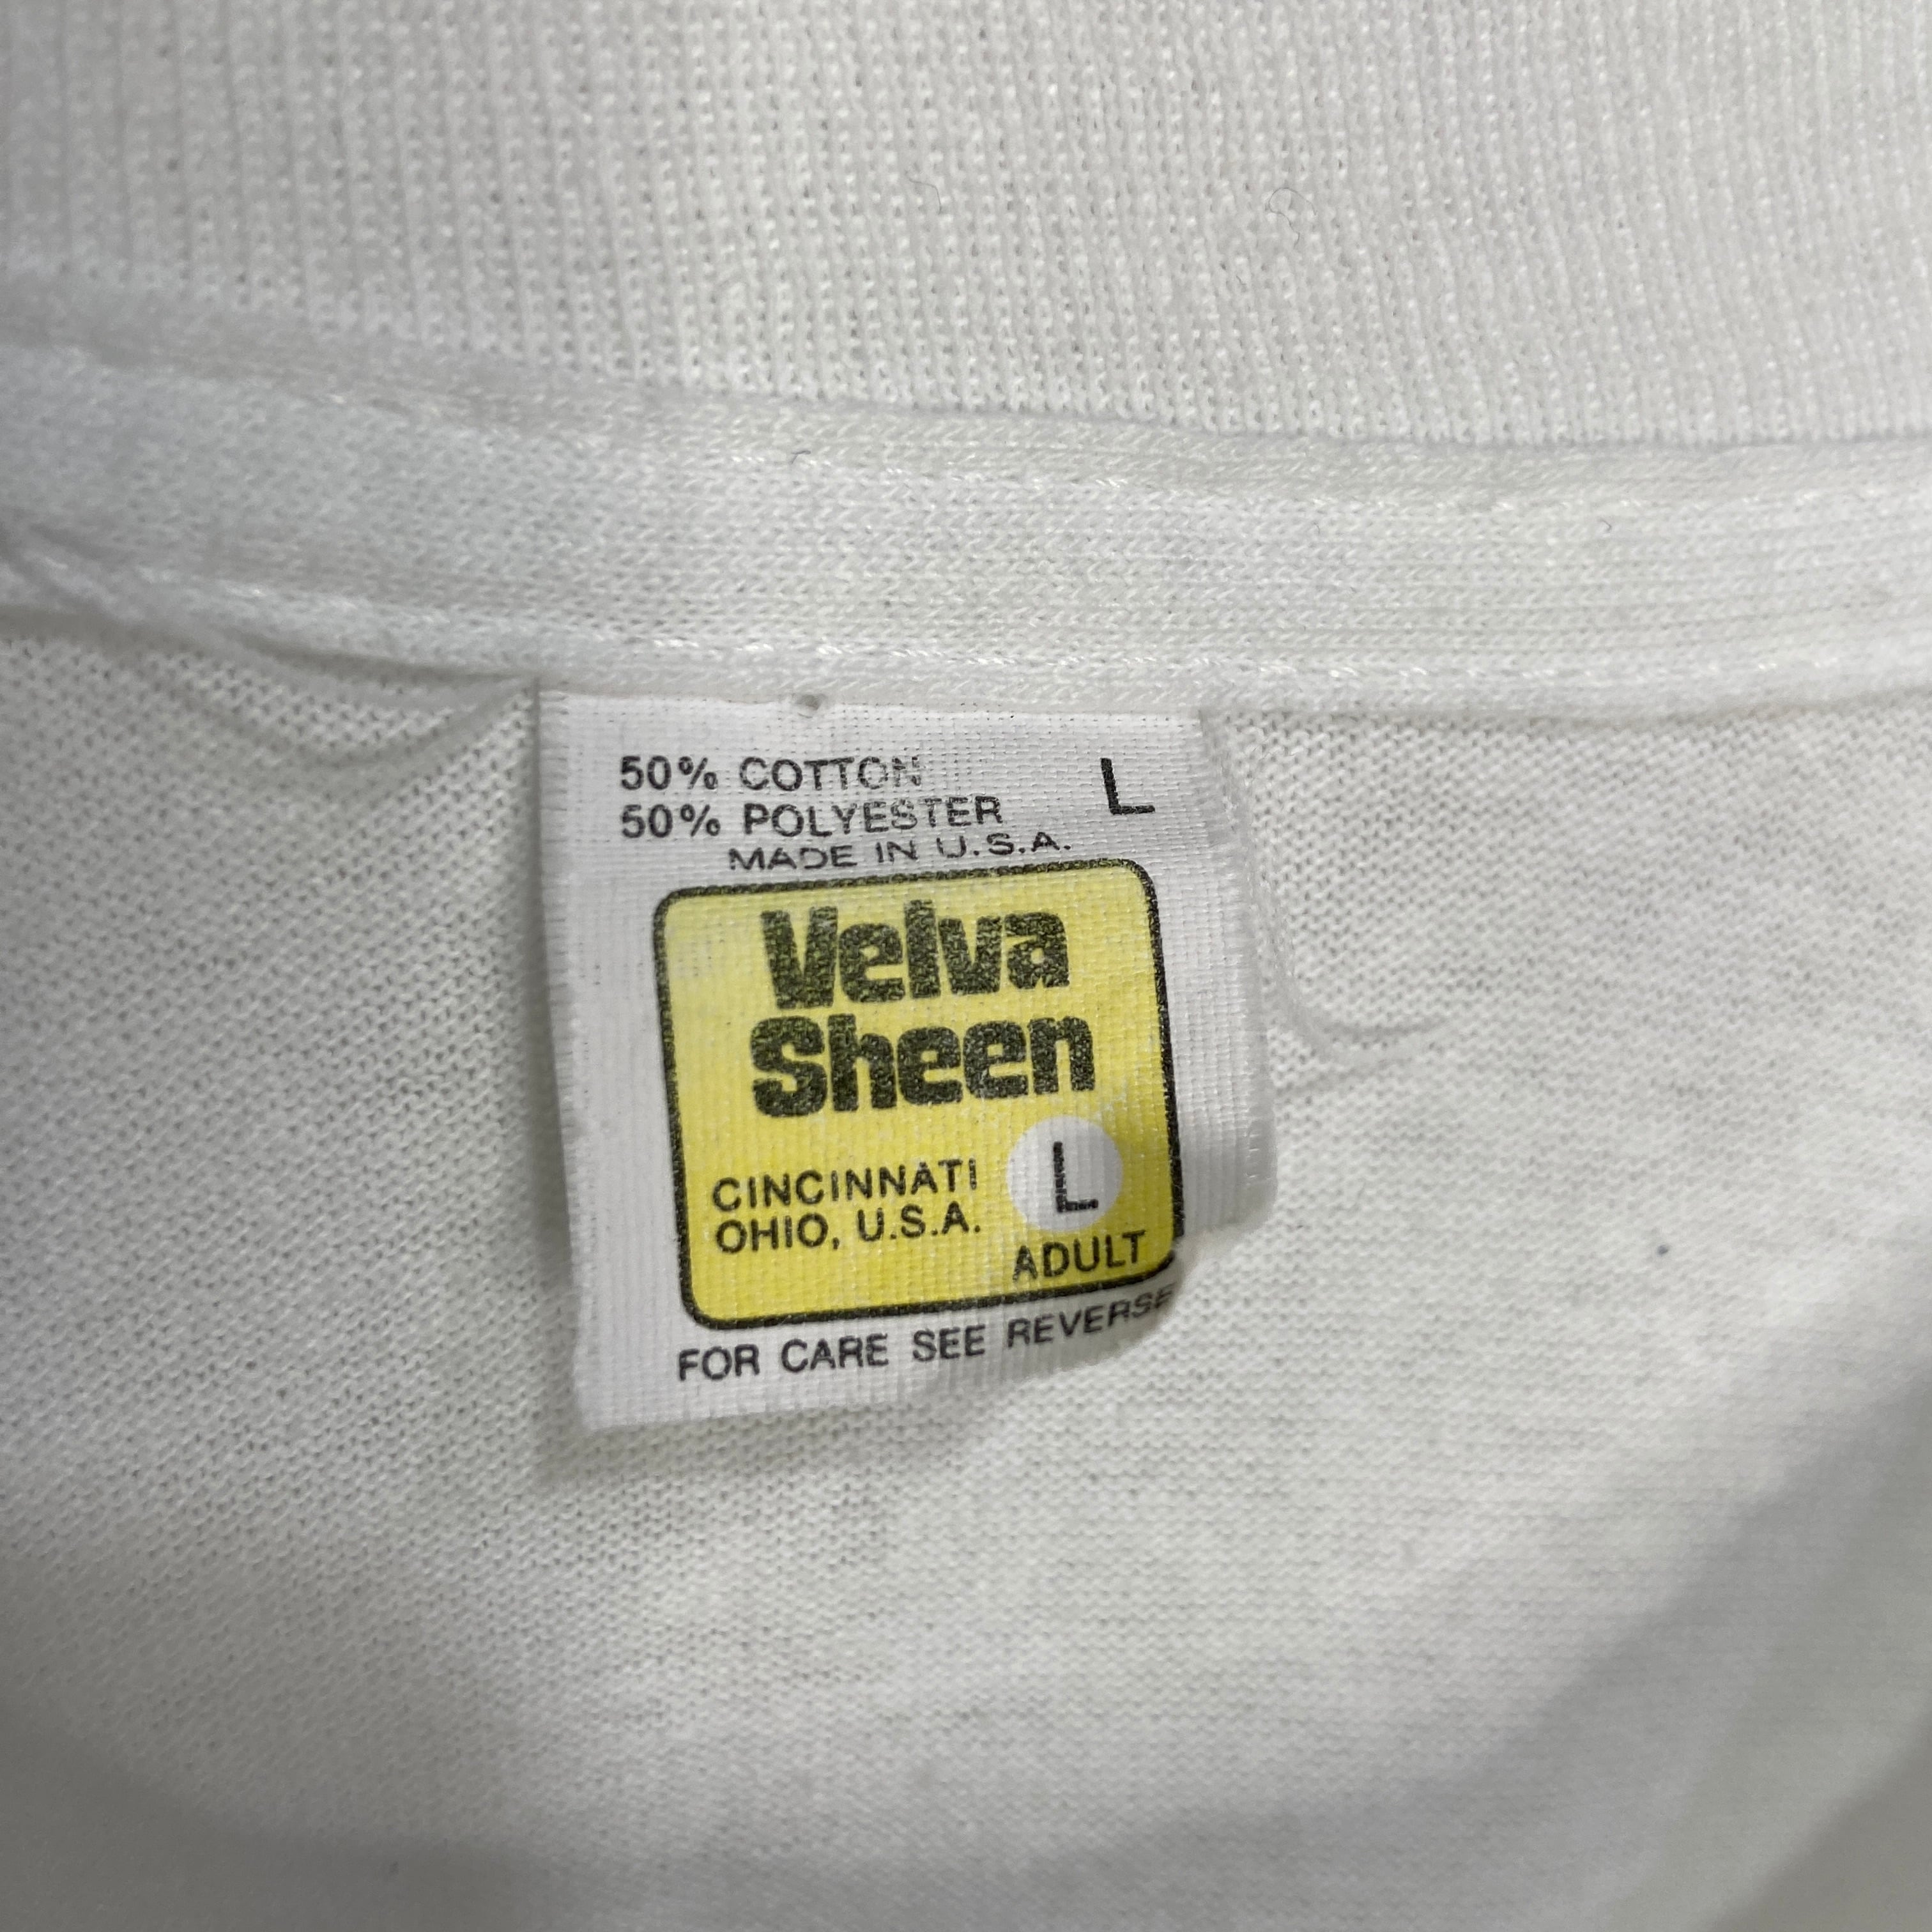 50% COTTON L
50% POLYESTER
MADE IN U.S.A.
Velva
Sheen
CINCINNATI L
OHIO, U.S.A.
ADULT
FOR CARE SEE REVERSE